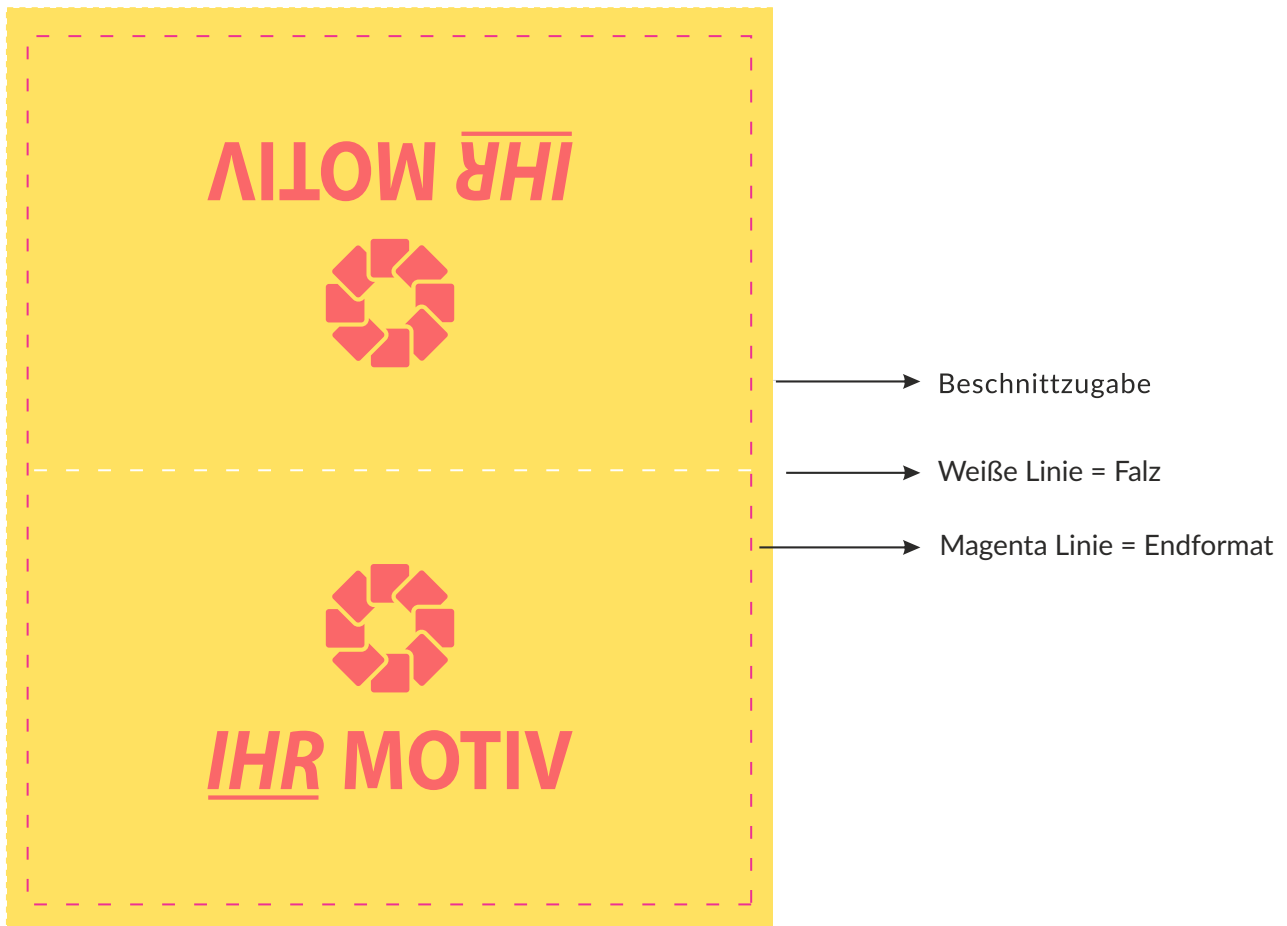 IHR MOTIV
Beschnittzugabe
Weiße Linie = Falz
Magenta Linie = Endformat
IHR MOTIV